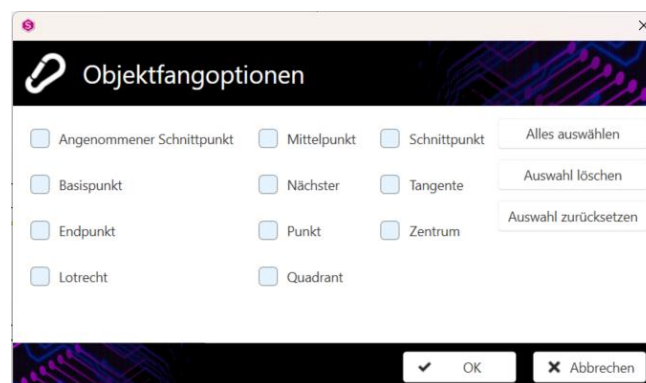 Objektfangoptionen
Angenommener Schnittpunkt Mittelpunkt Schnittpunkt Alles auswählen
Basispunkt Nächster Tangente Auswahl löschen
Endpunkt Punkt Zentrum Auswahl zurücksetzen
Lotrecht Quadrant
OK Abbrechen